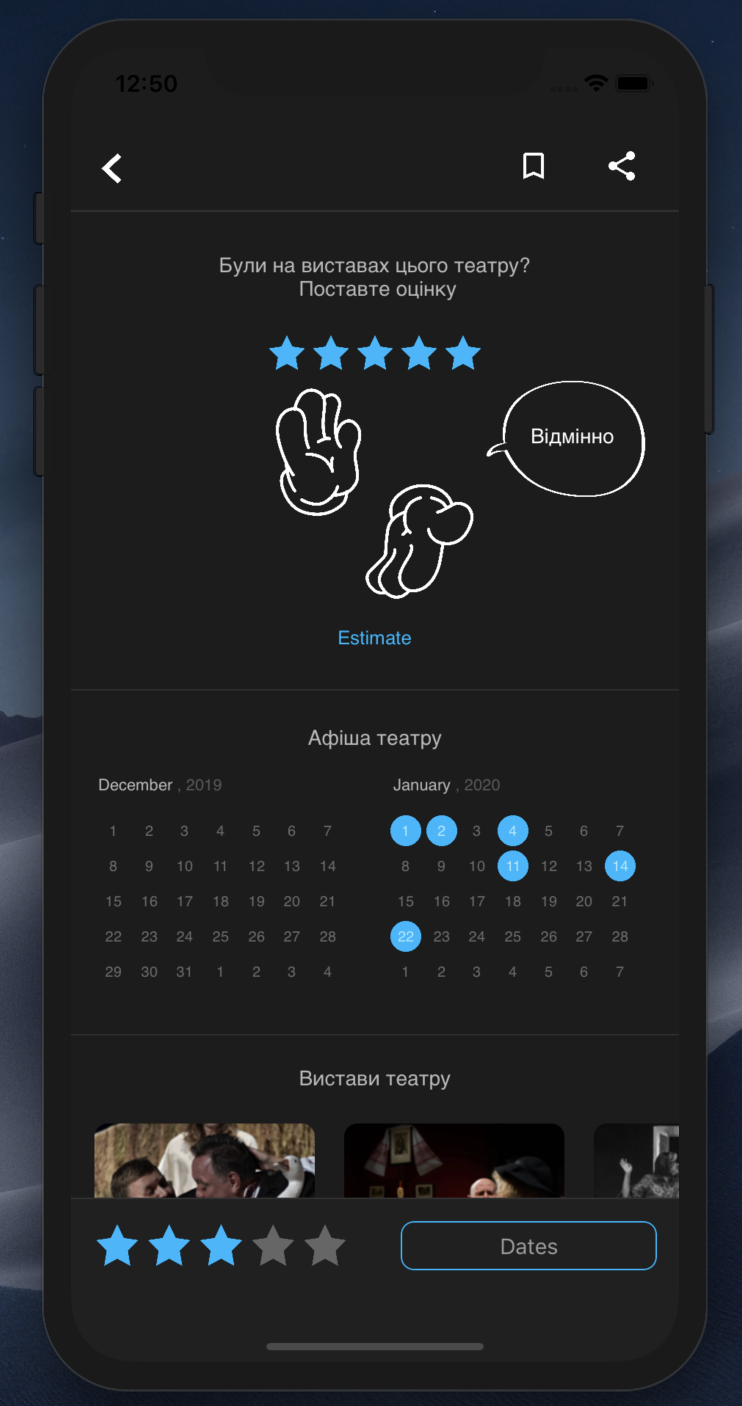 12:50
Були на виставах цього театру?
Поставте оцінку
Відмінно
Estimate
Афіша театру
December , 2019
1 2 3 4 5 6 7
8 9 10 11 12 13 14
15 16 17 18 19 20 21
22 23 24 25 26 27 28
29 30 31 1 2 3 4
January , 2020
1 2 3 4 5 6 7
8 9 10 11 12 13 14
15 16 17 18 19 20 21
22 23 24 25 26 27 28
1 2 3 4 5 6 7
Вистави театру
Dates